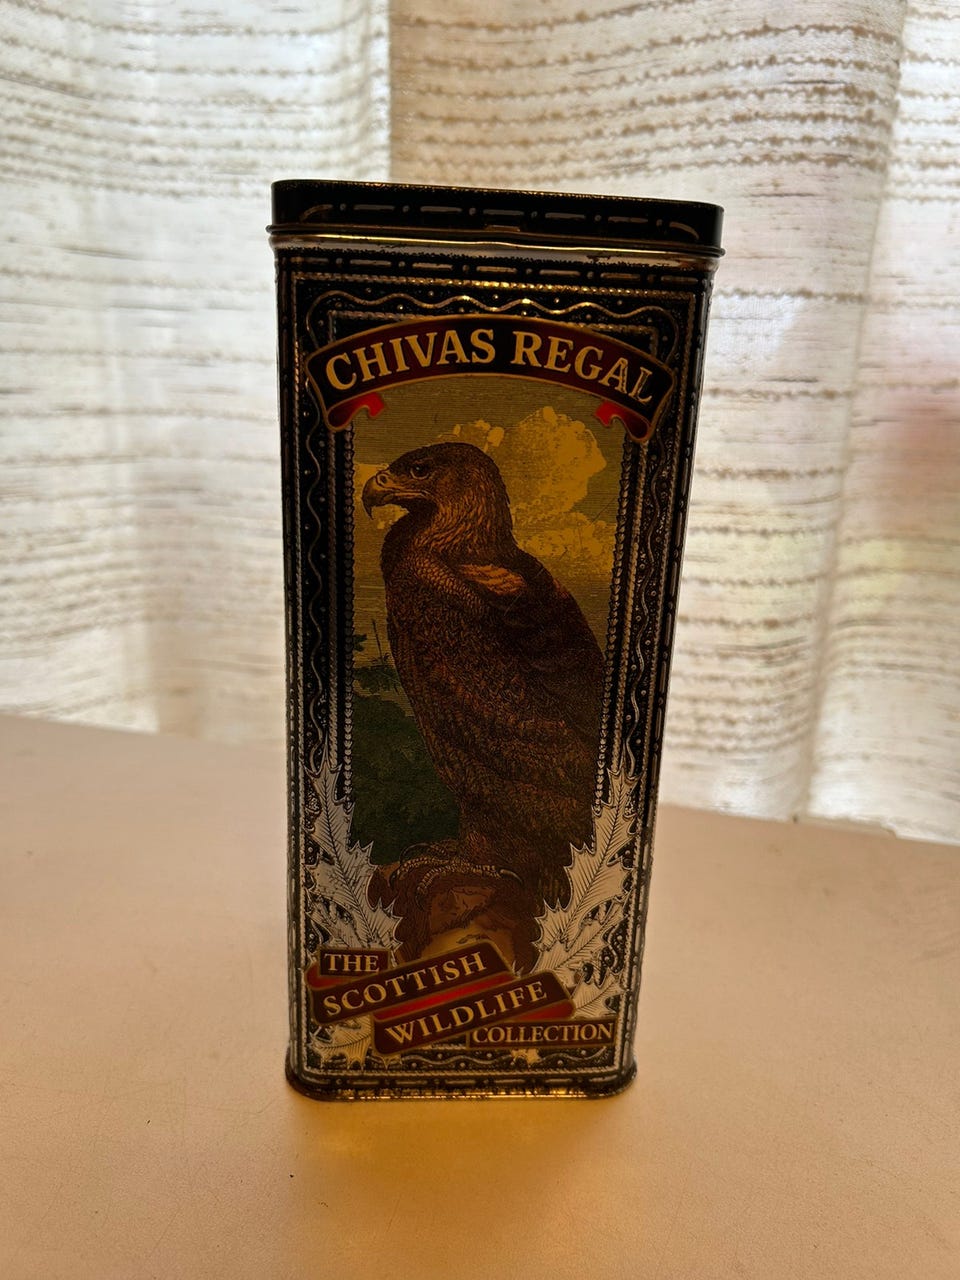 CHIVAS REGAL
THE
SCOTTISH
WILDLIFE
COLLECTION